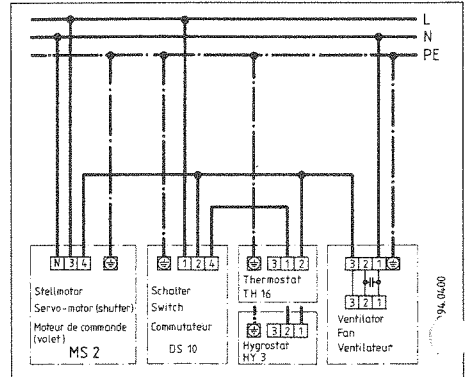 L
N
PE
N 3 4
1 2 4
3 1 2
3 2 1
Stellmotor
Servo-motor (shutter)
Moteur de commande
(volet)
MS 2
Schalter
Switch
Commutateur
DS 10
Thermostat
TH 16
3 2 1
Hygrostat
HY 3
3 2 1
Ventilator
Fan
Ventilateur
94.0400